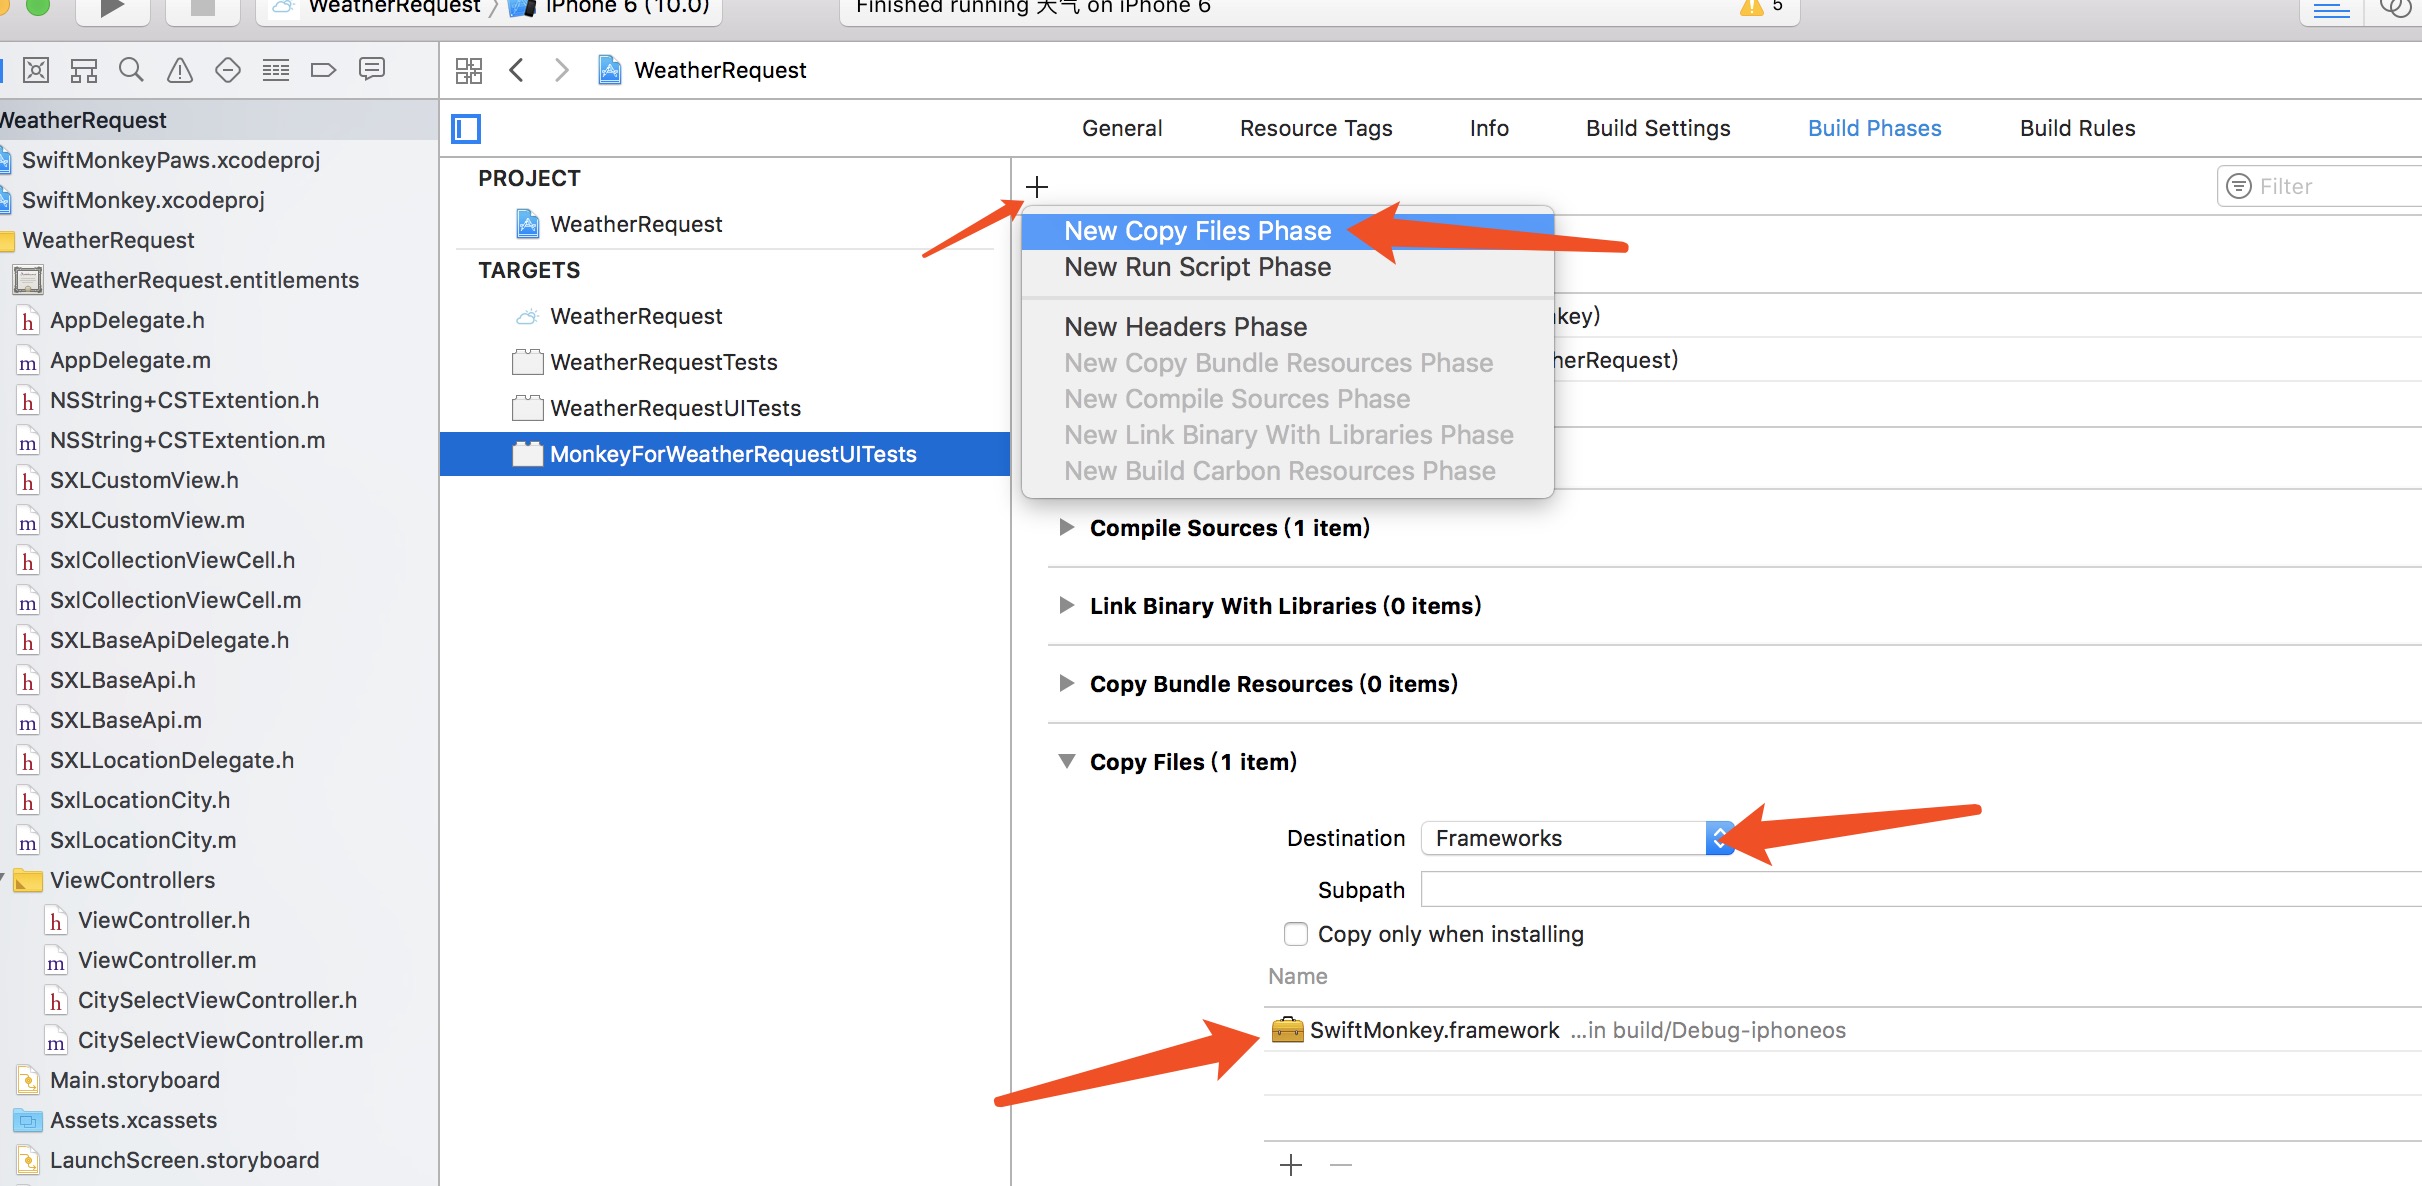 WeatherRequest
iPhone 6 (10.0)
Finished running 天气 on iPhone 6
5
WeatherRequest
WeatherRequest
SwiftMonkeyPaws.xcodeproj
SwiftMonkey.xcodeproj
WeatherRequest
WeatherRequest.entitlements
h AppDelegate.h
m AppDelegate.m
h NSString+CSTExtention.h
m NSString+CSTExtention.m
h SXLCustomView.h
m SXLCustomView.m
h SxlCollectionViewCell.h
m SxlCollectionViewCell.m
h SXLBaseApiDelegate.h
h SXLBaseApi.h
m SXLBaseApi.m
h SXLLocationDelegate.h
h SxlLocationCity.h
m SxlLocationCity.m
ViewControllers
h ViewController.h
m ViewController.m
h CitySelectViewController.h
m CitySelectViewController.m
Main.storyboard
Assets.xcassets
LaunchScreen.storyboard
General Resource Tags Info Build Settings Build Phases Build Rules
PROJECT
WeatherRequest
TARGETS
WeatherRequest
WeatherRequestTests
WeatherRequestUITests
MonkeyForWeatherRequestUITests
Filter
New Copy Files Phase
New Run Script Phase
New Headers Phase
New Copy Bundle Resources Phase
New Compile Sources Phase
New Link Binary With Libraries Phase
New Build Carbon Resources Phase
key)
herRequest)
Compile Sources (1 item)
Link Binary With Libraries (0 items)
Copy Bundle Resources (0 items)
Copy Files (1 item)
Destination Frameworks
Subpath
Copy only when installing
Name
SwiftMonkey.framework ...in build/Debug-iphoneos